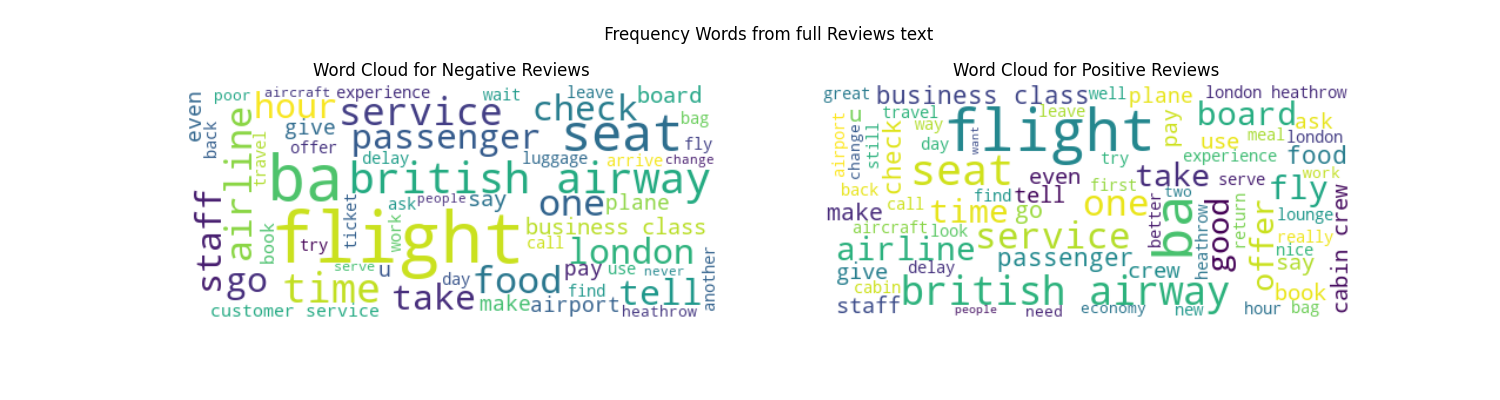 Frequency Words from full Reviews text
Word Cloud for Negative Reviews
even
poor
aircraft
experience
wait
leave
board
back
hour
service
check
bag
airline
give
passenger
seat
fly
offer
travel
delay
luggage
arrive
change
ba
british airway
staff
ticket
ask
people
say
one
plane
book
flight
work
business class
try
call
london
go
serve
u
day
food
pay
use
never
another
time
take
find
tell
make
airport
customer service
heathrow
Word Cloud for Positive Reviews
great
business class
well
plane
london heathrow
u
travel
leave
board
ask
airport
change
still
check
way
flight
want
pay
use
meal
london
day
try
experience
food
seat
even
take
serve
fly
work
back
call
find
tell
first
two
one
make
time
go
better
ba
heathrow
good
return
offer
lounge
cabin crew
aircraft
look
airline
service
really
nice
passenger
give
delay
crew
say
cabin
british airway
book
staff
people
need
economy
new
hour
bag